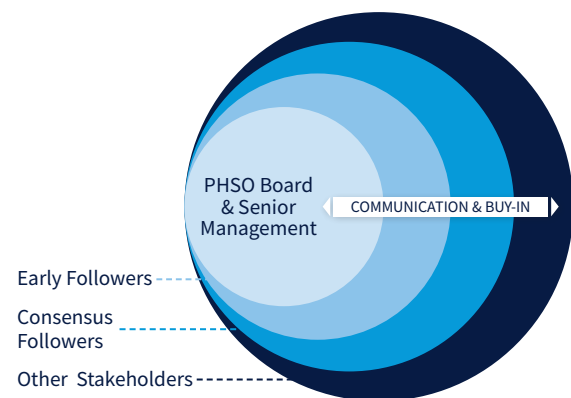 PHSO Board
& Senior
Management
COMMUNICATION & BUY-IN
Early Followers
Consensus
Followers
Other Stakeholders